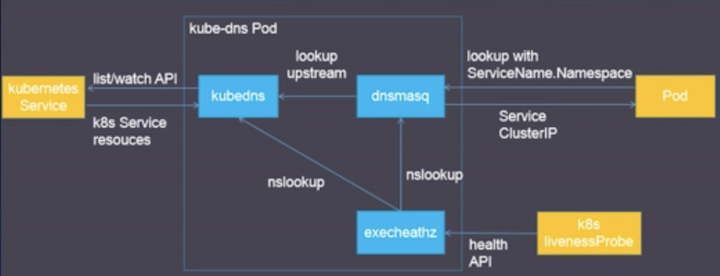 kube-dns Pod
lookup
upstream
lookup with
ServiceName.Namespace
list/watch API
kubernetes
Service
kubedns
dnsmasq
Pod
k8s Service
resouces
Service
ClusterIP
nslookup
nslookup
execheathz
k8s
livenessProbe
health
API